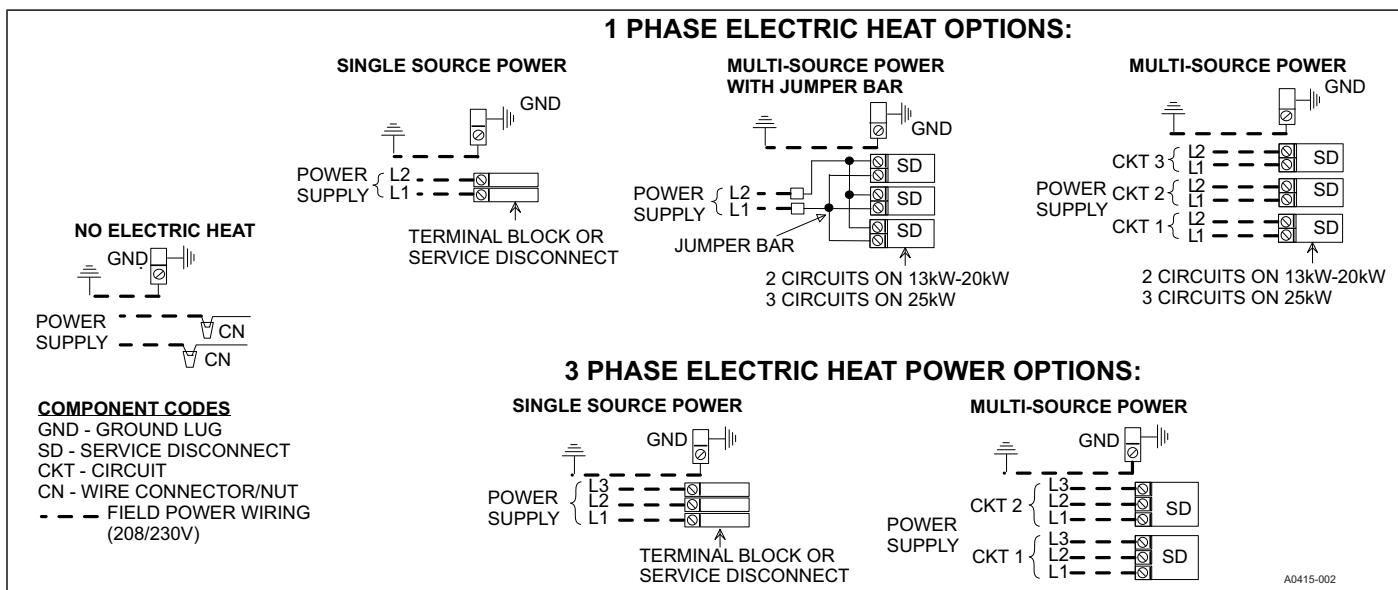 1 PHASE ELECTRIC HEAT OPTIONS:
SINGLE SOURCE POWER
GND
POWER
SUPPLY
L2
L1
TERMINAL BLOCK OR
SERVICE DISCONNECT
MULTI-SOURCE POWER
WITH JUMPER BAR
GND
POWER
SUPPLY
L2
L1
SD
SD
SD
JUMPER BAR
2 CIRCUITS ON 13kW-20kW
3 CIRCUITS ON 25kW
MULTI-SOURCE POWER
GND
POWER
SUPPLY
CKT 3
L2
L1
SD
CKT 2
L2
L1
SD
CKT 1
L2
L1
SD
2 CIRCUITS ON 13kW-20kW
3 CIRCUITS ON 25kW
NO ELECTRIC HEAT
GND
POWER
SUPPLY
CN
CN
COMPONENT CODES
GND - GROUND LUG
SD - SERVICE DISCONNECT
CKT - CIRCUIT
CN - WIRE CONNECTOR/NUT
FIELD POWER WIRING
(208/230V)
3 PHASE ELECTRIC HEAT POWER OPTIONS:
SINGLE SOURCE POWER
GND
POWER
SUPPLY
L3
L2
L1
TERMINAL BLOCK OR
SERVICE DISCONNECT
MULTI-SOURCE POWER
GND
POWER
SUPPLY
CKT 2
L3
L2
L1
SD
CKT 1
L3
L2
L1
SD
A0415-002